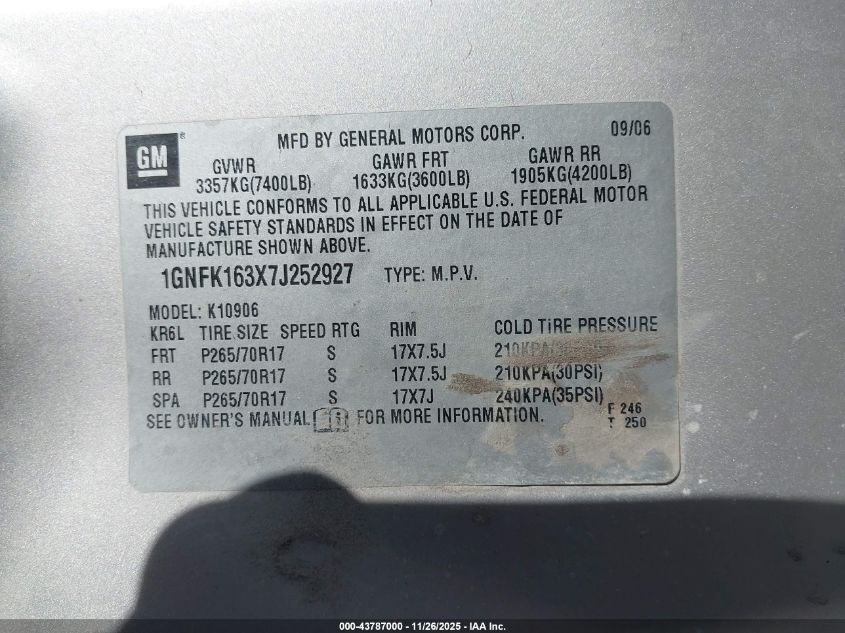 GM
®
MFD BY GENERAL MOTORS CORP. 09/06
GVWR GAWR FRT GAWR RR
3357KG(7400LB) 1633KG(3600LB) 1905KG(4200LB)
THIS VEHICLE CONFORMS TO ALL APPLICABLE U.S. FEDERAL MOTOR
VEHICLE SAFETY STANDARDS IN EFFECT ON THE DATE OF
MANUFACTURE SHOWN ABOVE.
1GNFK163X7J252927 TYPE: M.P.V.
MODEL: K10906
KR6L TIRE SIZE SPEED RTG RIM COLD TIRE PRESSURE
FRT P265/70R17 S 17X7.5J
RR P265/70R17 S 17X7.5J 210KPA(30PSI)
SPA P265/70R17 S 17X7J 240KPA(35PSI)
SEE OWNER'S MANUAL FOR MORE INFORMATION.
F 246
T 250
000-43787000 - 11/26/2025 - IAA Inc.